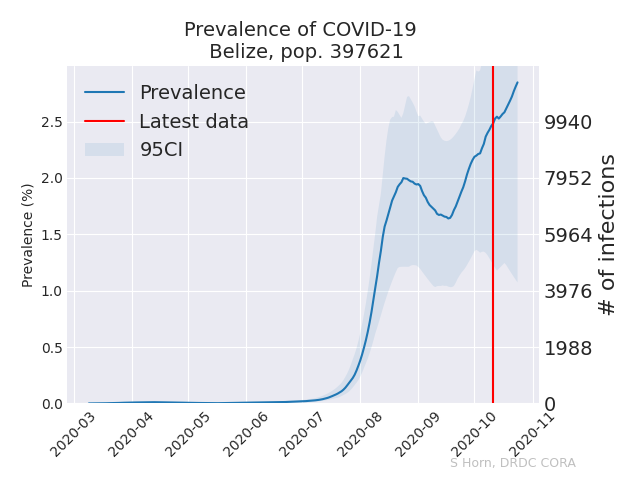 Prevalence of COVID-19
Belize, pop. 397621
Prevalence
Latest data
95CI
Prevalence (%)
2.5
2.0
1.5
1.0
0.5
0.0
9940
7952
5964
3976
1988
0
# of infections
2020-03
2020-04
2020-05
2020-06
2020-07
2020-08
2020-09
2020-10
2020-11
S Horn, DRDC CORA